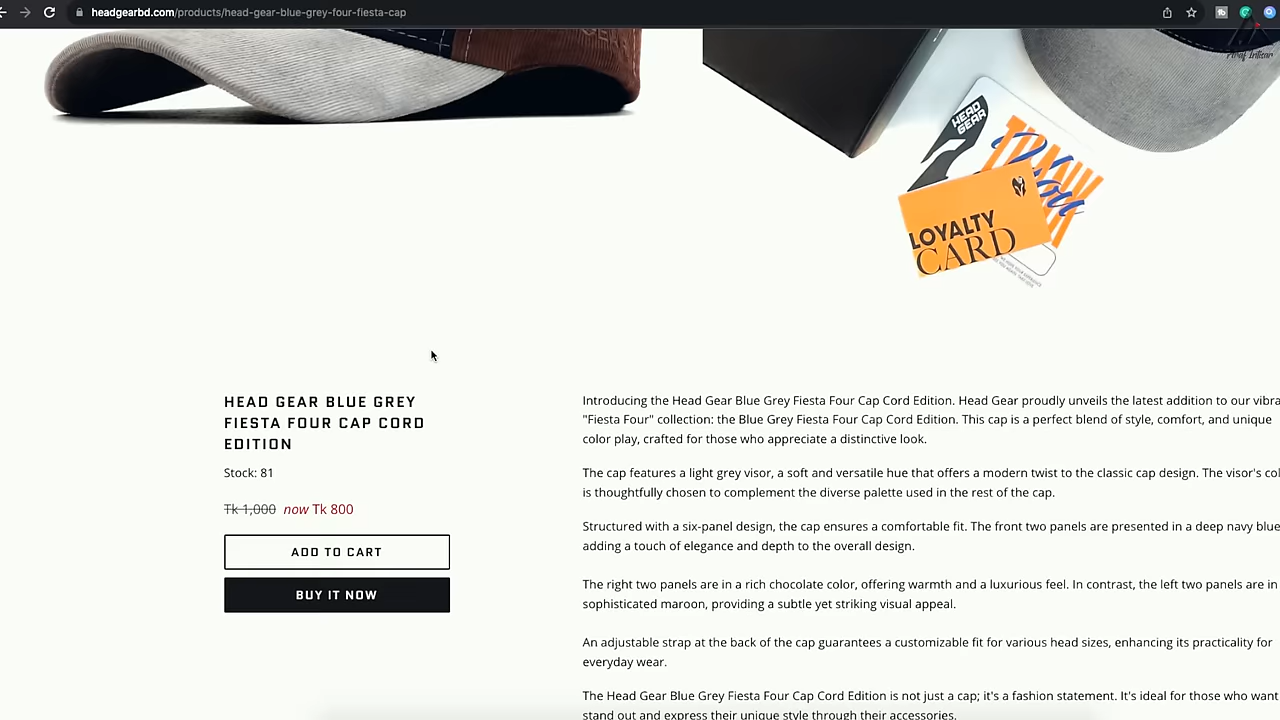 headgearbd.com/products/head-gear-blue-grey-four-fiesta-cap
HEAD
GEAR
THANK
You
LOYALTY
CARD
HEAD GEAR BLUE GREY
FIESTA FOUR CAP CORD
EDITION
Stock: 81
Tk 1,000 now Tk 800
ADD TO CART
BUY IT NOW
Introducing the Head Gear Blue Grey Fiesta Four Cap Cord Edition. Head Gear proudly unveils the latest addition to our vibra
"Fiesta Four" collection: the Blue Grey Fiesta Four Cap Cord Edition. This cap is a perfect blend of style, comfort, and unique
color play, crafted for those who appreciate a distinctive look.
The cap features a light grey visor, a soft and versatile hue that offers a modern twist to the classic cap design. The visor's col
is thoughtfully chosen to complement the diverse palette used in the rest of the cap.
Structured with a six-panel design, the cap ensures a comfortable fit. The front two panels are presented in a deep navy blue
adding a touch of elegance and depth to the overall design.
The right two panels are in a rich chocolate color, offering warmth and a luxurious feel. In contrast, the left two panels are in
sophisticated maroon, providing a subtle yet striking visual appeal.
An adjustable strap at the back of the cap guarantees a customizable fit for various head sizes, enhancing its practicality for
everyday wear.
The Head Gear Blue Grey Fiesta Four Cap Cord Edition is not just a cap; it's a fashion statement. It's ideal for those who want
stand out and express their unique style through their accessories.